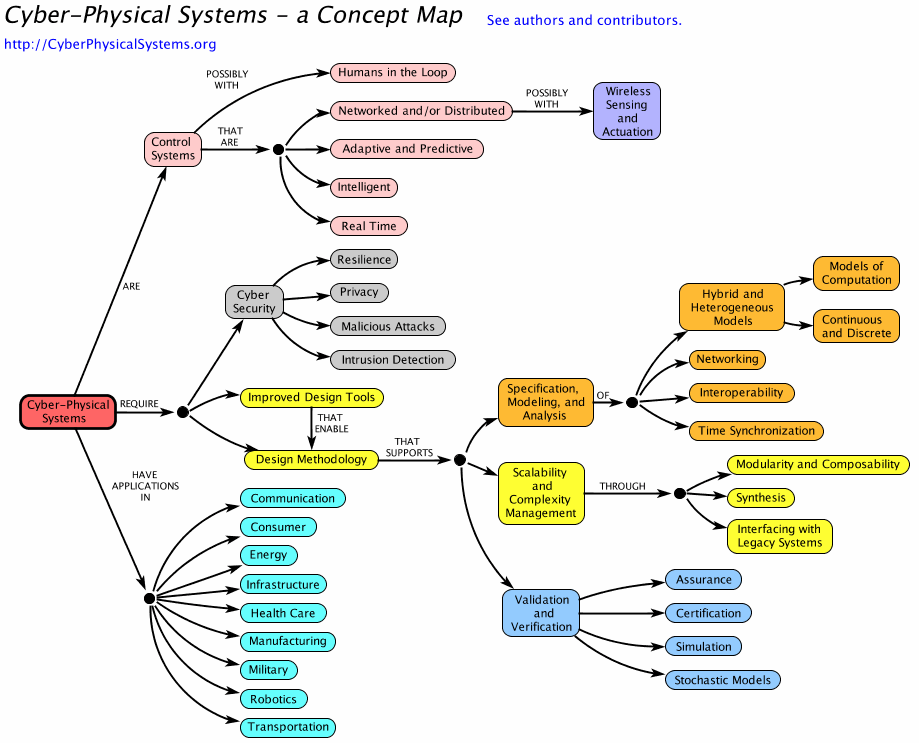 Cyber-Physical Systems - a Concept Map
See authors and contributors.
http://CyberPhysicalSystems.org
POSSIBLY
WITH
Humans in the Loop
Control
Systems
THAT
ARE
Networked and/or Distributed
POSSIBLY
WITH
Wireless
Sensing
and
Actuation
Adaptive and Predictive
Intelligent
Real Time
ARE
Cyber
Security
Resilience
Privacy
Malicious Attacks
Intrusion Detection
Cyber-Physical
Systems
REQUIRE
Improved Design Tools
THAT
ENABLE
Design Methodology
THAT
SUPPORTS
Specification,
Modeling, and
Analysis
OF
Hybrid and
Heterogeneous
Models
Models of
Computation
Continuous
and Discrete
Networking
Interoperability
Time Synchronization
Scalability
and
Complexity
Management
THROUGH
Modularity and Composability
Synthesis
Interfacing with
Legacy Systems
Validation
and
Verification
Assurance
Certification
Simulation
Stochastic Models
HAVE
APPLICATIONS
IN
Communication
Consumer
Energy
Infrastructure
Health Care
Manufacturing
Military
Robotics
Transportation